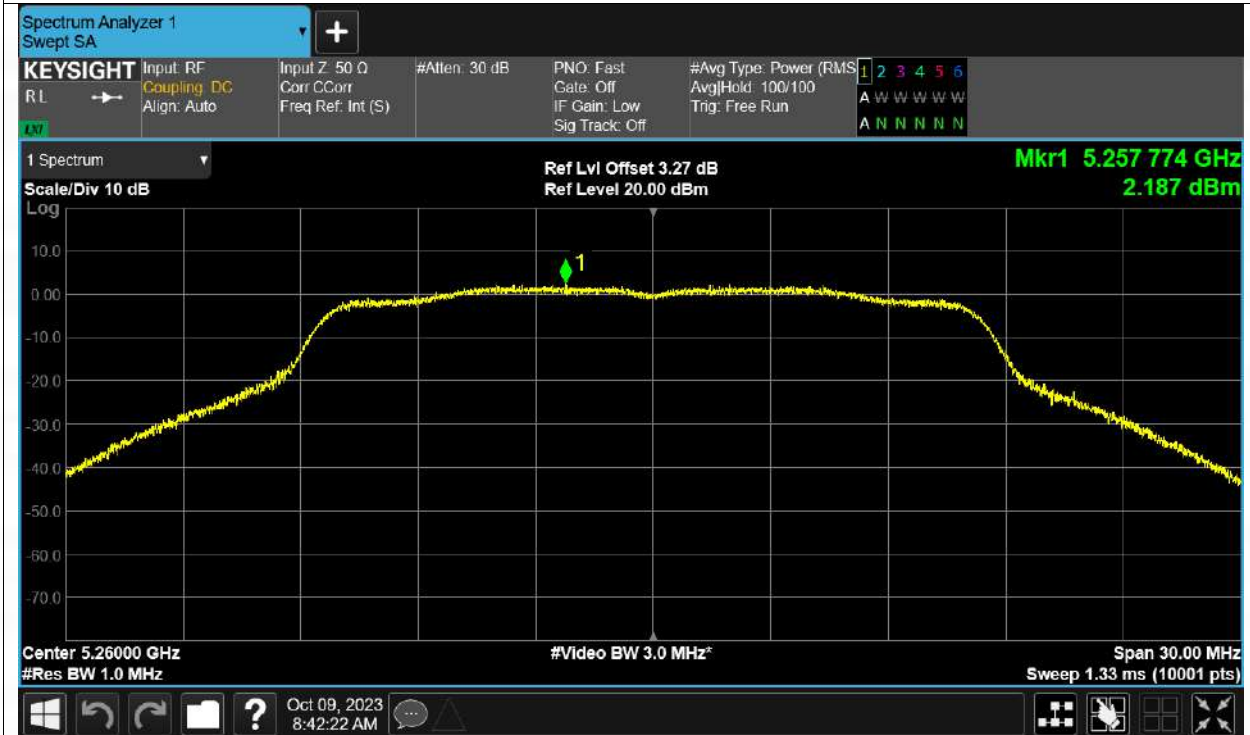 Spectrum Analyzer 1
Swept SA
+
KEYSIGHT Input: RF Input Z: 50 Ω #Atten: 30 dB PNO: Fast #Avg Type: Power (RMS 1 2 3 4 5 6
RL Coupling: DC Corr CCorr Gate: Off Avg|Hold: 100/100 A W W W W W
Align: Auto Freq Ref: Int (S) IF Gain: Low Trig: Free Run
LXI Sig Track: Off A N N N N N
1 Spectrum Ref Lvl Offset 3.27 dB Mkr1 5.257 774 GHz
Scale/Div 10 dB Ref Level 20.00 dBm 2.187 dBm
Log
10.0
1
0.00
-10.0
-20.0
-30.0
-40.0
-50.0
-60.0
-70.0
Center 5.26000 GHz #Video BW 3.0 MHz* Span 30.00 MHz
#Res BW 1.0 MHz Sweep 1.33 ms (10001 pts)
? Oct 09, 2023
8:42:22 AM